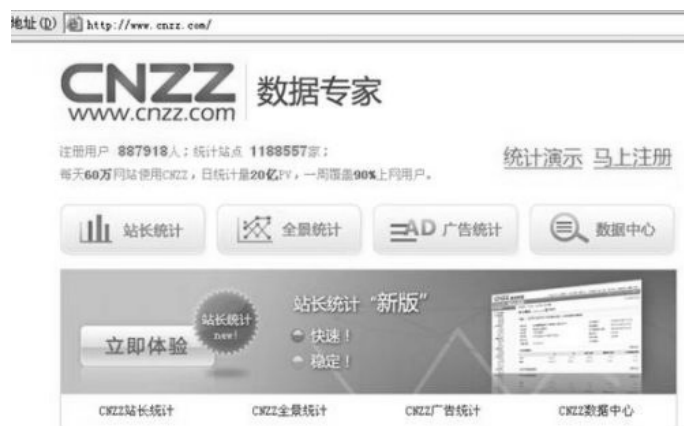 地址(D) http://www.cnzz.com/
CNZZ 数据专家
www.cnzz.com
注册用户 887918人；统计站点 1188557家；
每天60万网站使用CNZZ，日统计量20亿PV，一周覆盖90%上网用户。
统计演示 马上注册
站长统计 全景统计 AD 广告统计 数据中心
站长统计 “新版”
站长统计
new!
立即体验
快速！
稳定！
CNZZ站长统计 CNZZ全景统计 CNZZ广告统计 CNZZ数据中心